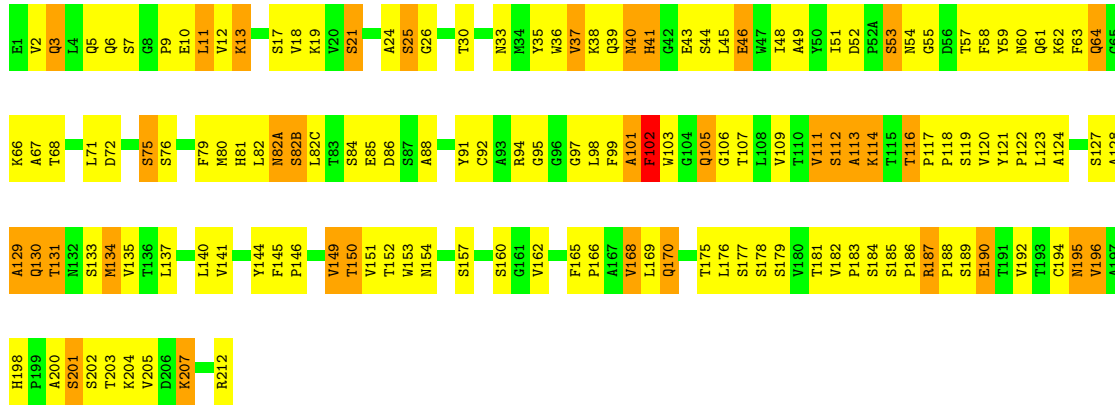 E1 V2 Q3 L4 Q5 Q6 S7 G8 P9 E10 L11 V12 K13 S17 V18 K19 V20 S21 A24 S25 G26 T30 N33 M34 Y35 W36 V37 K38 Q39 N40 H41 G42 E43 S44 L45 E46 W47 I48 A49 Y50 I51 D52 P52A S53 N54 G55 D56 T57 F58 Y59 N60 Q61 K62 F63 Q64 G65
K66 A67 T68 L71 D72 S75 S76 F79 M80 H81 L82 N82A S82B L82C T83 S84 E85 D86 S87 A88 Y91 C92 A93 R94 G95 G96 G97 L98 F99 A101 F102 W103 G104 Q105 G106 T107 L108 V109 T110 V111 S112 A113 K114 T115 T116 P117 P118 S119 V120 Y121 P122 L123 A124 S127 A128
A129 Q130 T131 N132 S133 M134 V135 T136 L137 L140 V141 Y144 F145 P146 V149 T150 V151 T152 W153 N154 S157 S160 G161 V162 F165 P166 A167 V168 L169 Q170 T175 L176 S177 S178 S179 V180 T181 V182 P183 S184 S185 P186 R187 P188 S189 E190 T191 V192 T193 C194 N195 V196 A197
H198 P199 A200 S201 S202 T203 K204 V205 D206 K207 R212